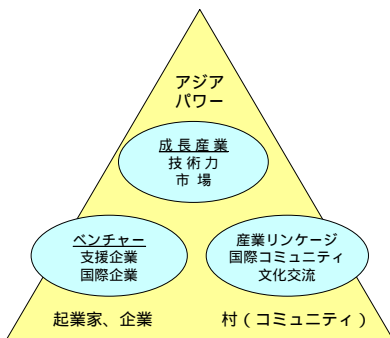 アジア
パワー
成長産業
技術力
市場
ベンチャー
支援企業
国際企業
産業リンケージ
国際コミュニティ
文化交流
起業家、企業
村(コミュニティ)